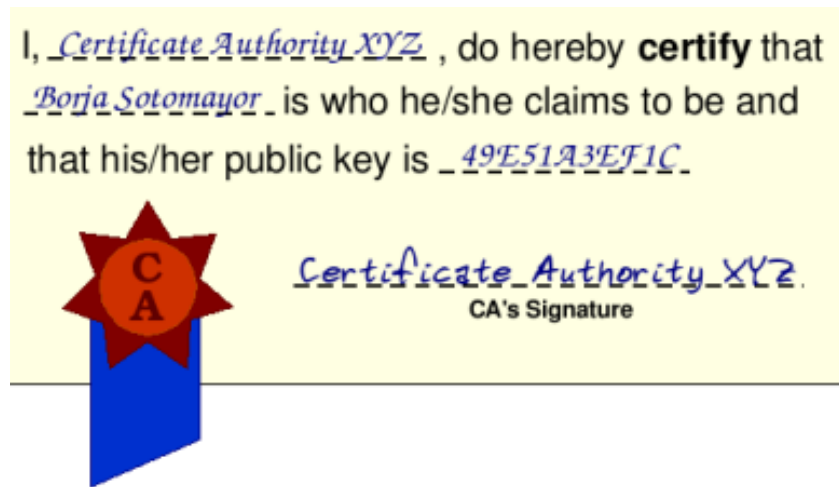 I, Certificate Authority XYZ , do hereby certify that
Borja Sotomayor is who he/she claims to be and
that his/her public key is 49E51A3EF1C
C
A
Certificate Authority XYZ
CA's Signature